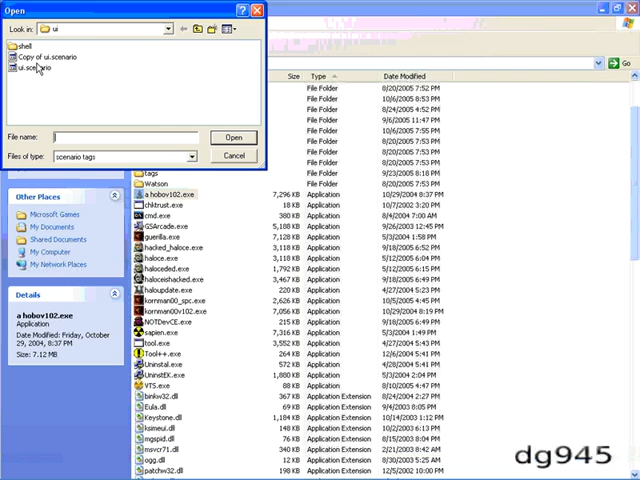 Open
Look in:
ui
shell
Copy of ui.scenario
ui.scenario
File name:
Open
Files of type:
scenario tags
Cancel
Go
Size Type Date Modified
File Folder 8/20/2005 7:52 PM
File Folder 10/6/2005 8:53 PM
File Folder 8/24/2005 4:52 PM
File Folder 9/6/2005 11:47 PM
File Folder 10/6/2005 7:53 PM
File Folder 8/20/2005 7:55 PM
File Folder 8/20/2005 7:53 PM
File Folder 8/20/2005 7:53 PM
tags File Folder 9/23/2005 8:18 PM
Watson File Folder 8/20/2005 7:53 PM
a hobov102.exe 7,296 KB Application 10/29/2004 8:37 PM
chktrust.exe 17 KB Application 10/7/2002 3:20 PM
cmd.exe 380 KB Application 8/4/2004 7:00 AM
GSArcade.exe 5,188 KB Application 9/26/2003 12:45 PM
guerilla.exe 7,128 KB Application 5/3/2004 1:58 PM
hacked_haloce.exe 3,118 KB Application 9/18/2005 6:52 PM
haloce.exe 3,118 KB Application 5/12/2005 6:04 PM
haloceded.exe 1,792 KB Application 5/12/2005 6:15 PM
haloceishacked.exe 3,118 KB Application 9/18/2005 6:49 PM
haloupdate.exe 220 KB Application 4/27/2004 5:23 PM
kornman00_spc.exe 2,612 KB Application 10/5/2005 4:45 PM
kornman00v102.exe 7,056 KB Application 10/29/2004 8:19 PM
NOTDevCE.exe 215 KB Application 9/18/2005 6:49 PM
sapien.exe 8,132 KB Application 5/3/2004 1:59 PM
tool.exe 3,552 KB Application 4/27/2004 5:43 PM
Tool++.exe 264 KB Application 6/1/2004 5:41 PM
Uninstal.exe 572 KB Application 4/28/2004 5:41 PM
UninstEK.exe 1,880 KB Application 5/3/2004 2:04 PM
VTS.exe 88 KB Application 8/10/2005 4:47 PM
binkw32.dll 367 KB Application Extension 8/24/2004 2:27 PM
Eula.dll 69 KB Application Extension 9/4/2003 8:05 PM
Keystone.dll 1,184 KB Application Extension 10/14/2003 1:12 PM
ksimeui.dll 152 KB Application Extension 10/2/2003 6:13 PM
mgspid.dll 76 KB Application Extension 8/15/2003 8:04 PM
msvcr71.dll 340 KB Application Extension 2/21/2003 8:42 AM
ogg.dll 160 KB Application Extension 8/30/2003 5:25 AM
patchw32.dll 198 KB Application Extension 12/5/2002 10:00 PM
Other Places
Microsoft Games
My Documents
Shared Documents
My Computer
My Network Places
Details
a hobov102.exe
Application
Date Modified: Friday, October
29, 2004, 8:37 PM
Size: 7.12 MB
dg945